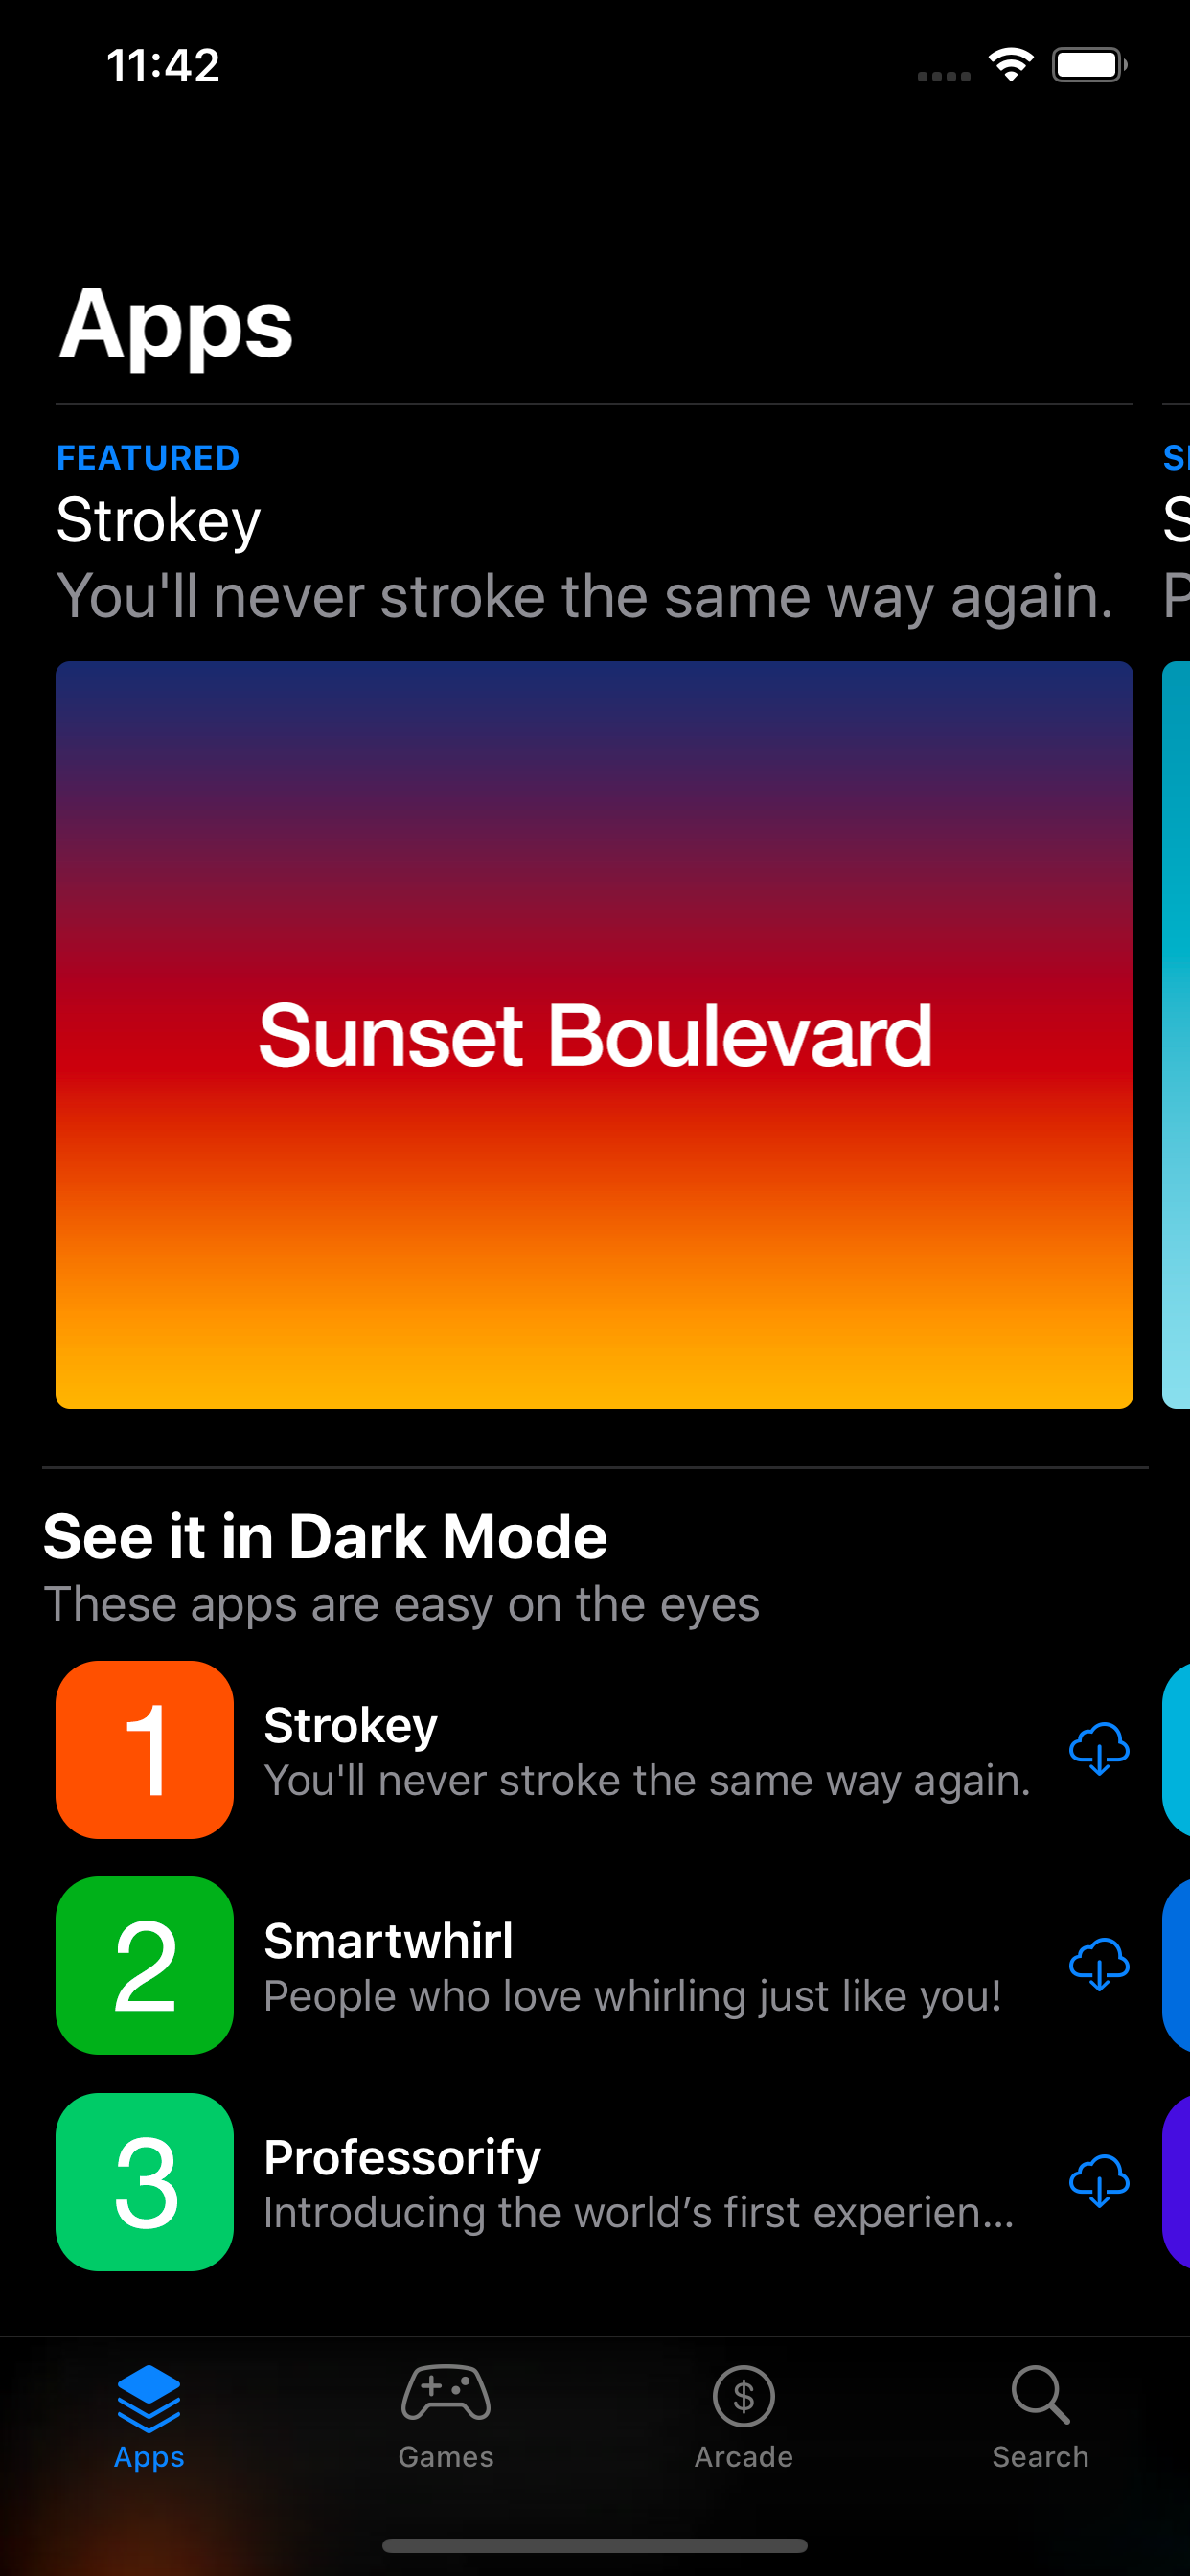 11:42
Apps
FEATURED
Strokey
You'll never stroke the same way again.
Sunset Boulevard
See it in Dark Mode
These apps are easy on the eyes
1
Strokey
You'll never stroke the same way again.
2
Smartwhirl
People who love whirling just like you!
3
Professorify
Introducing the world’s first experien...
Apps
Games
Arcade
Search